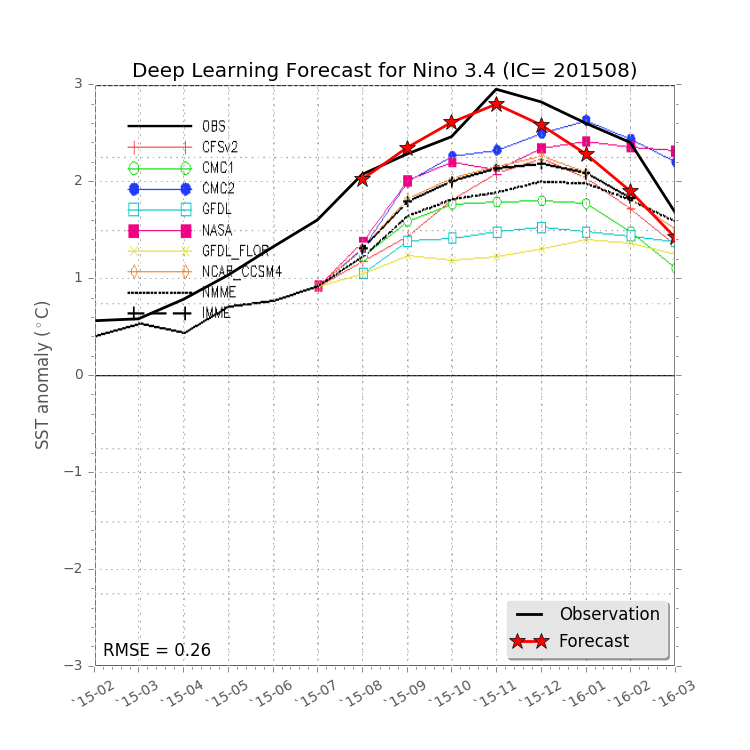 Deep Learning Forecast for Nino 3.4 (IC= 201508)
SST anomaly (°C)
3
2
1
0
−1
−2
−3
OBS
CFSv2
CMC1
CMC2
GFDL
NASA
GFDL_FLOR
NCAR_CCSM4
NMME
IMME
Observation
Forecast
RMSE = 0.26
`15-02 `15-03 `15-04 `15-05 `15-06 `15-07 `15-08 `15-09 `15-10 `15-11 `15-12 `16-01 `16-02 `16-03